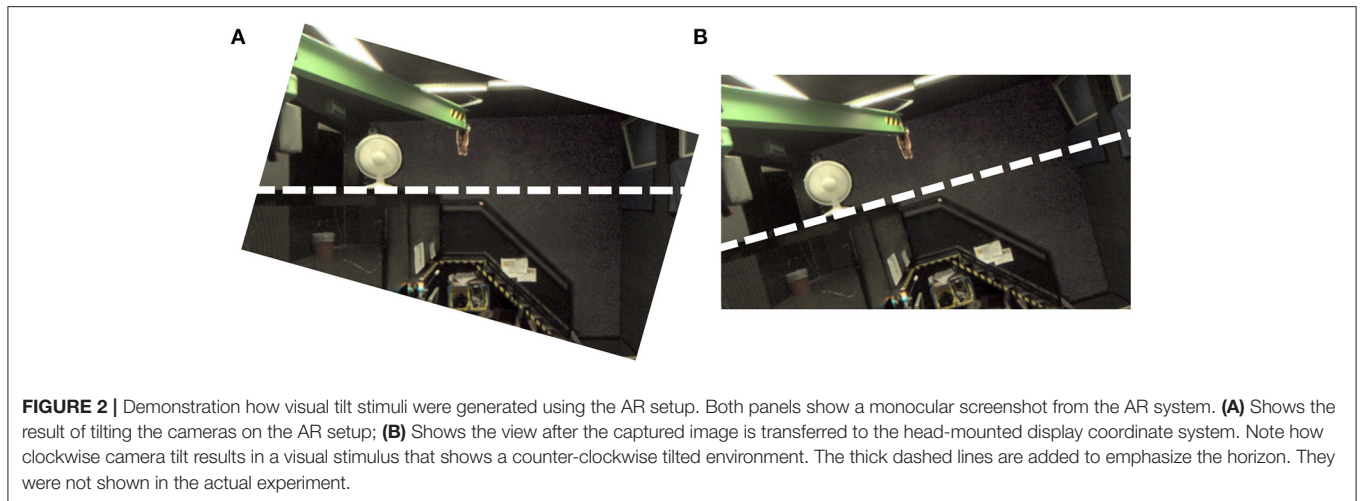 A
B
FIGURE 2 | Demonstration how visual tilt stimuli were generated using the AR setup. Both panels show a monocular screenshot from the AR system. (A) Shows the
result of tilting the cameras on the AR setup; (B) Shows the view after the captured image is transferred to the head-mounted display coordinate system. Note how
clockwise camera tilt results in a visual stimulus that shows a counter-clockwise tilted environment. The thick dashed lines are added to emphasize the horizon. They
were not shown in the actual experiment.